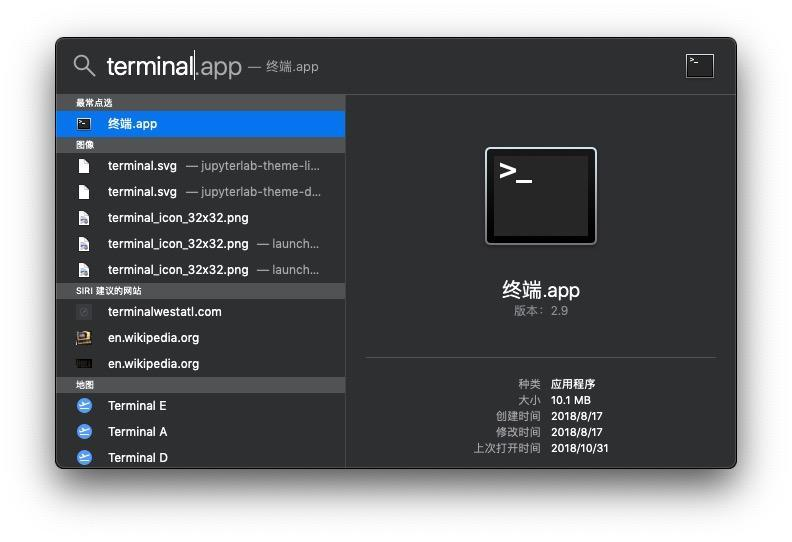 terminal.app — 终端.app
最常点选
终端.app
图像
terminal.svg — jupyterlab-theme-li...
terminal.svg — jupyterlab-theme-d...
terminal_icon_32x32.png
terminal_icon_32x32.png — launch...
terminal_icon_32x32.png — launch...
SIRI 建议的网站
terminalwestatl.com
en.wikipedia.org
en.wikipedia.org
地图
Terminal E
Terminal A
Terminal D
>_
终端.app
版本：2.9
种类 应用程序
大小 10.1 MB
创建时间 2018/8/17
修改时间 2018/8/17
上次打开时间 2018/10/31